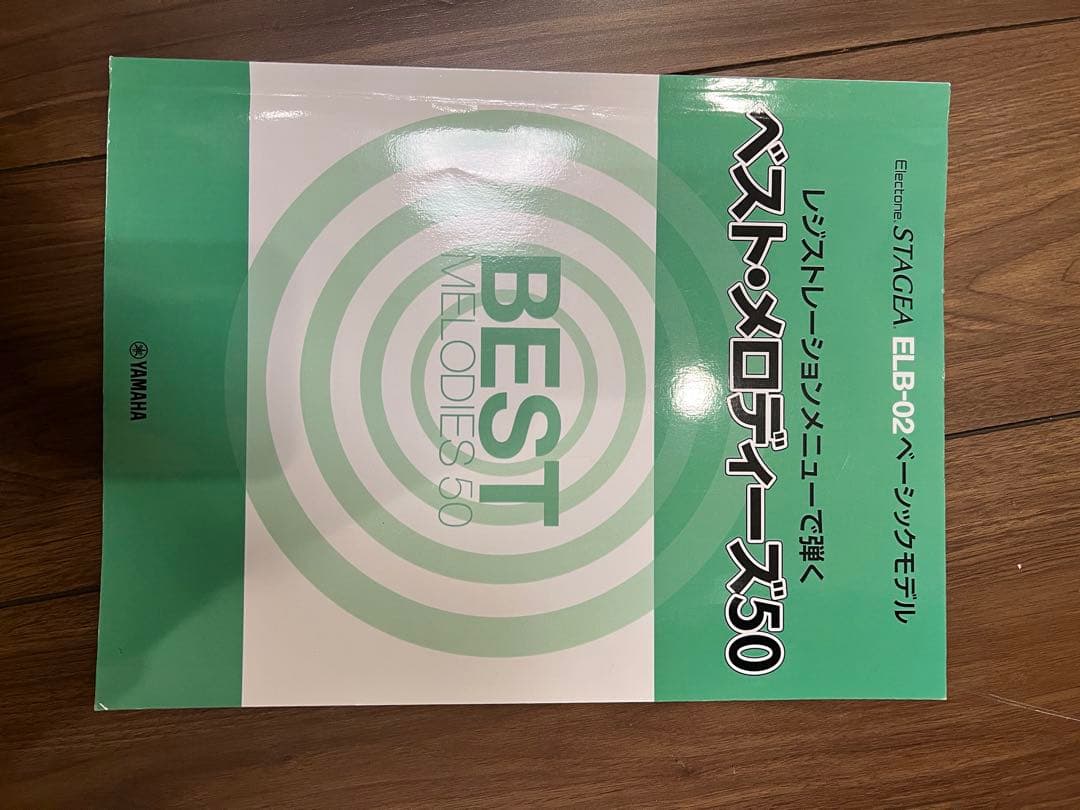 Electone. STAGEA. ELB-02 ベーシックモデル
レジストレーションメニューで弾く
ベスト・メロディーズ50
BEST
MELODIES 50
YAMAHA